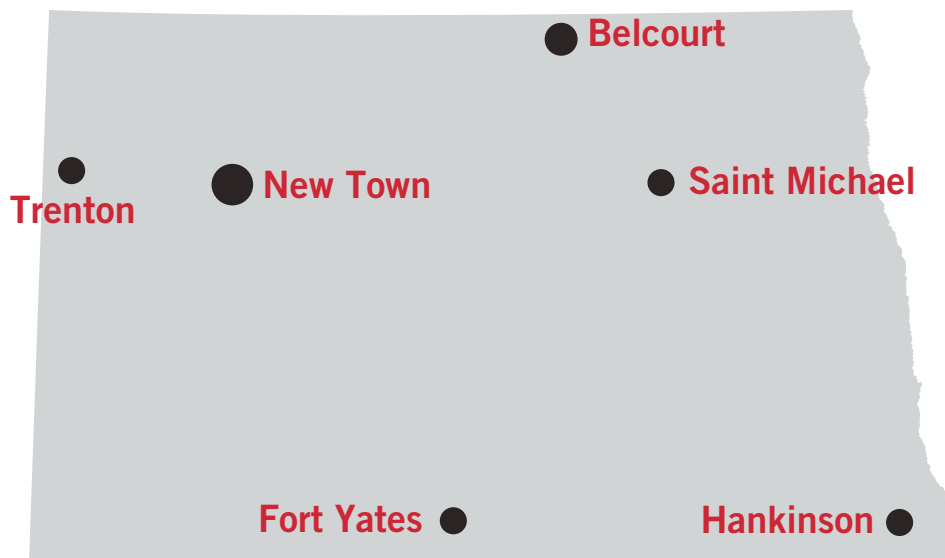 Belcourt
New Town
Saint Michael
Trenton
Fort Yates
Hankinson